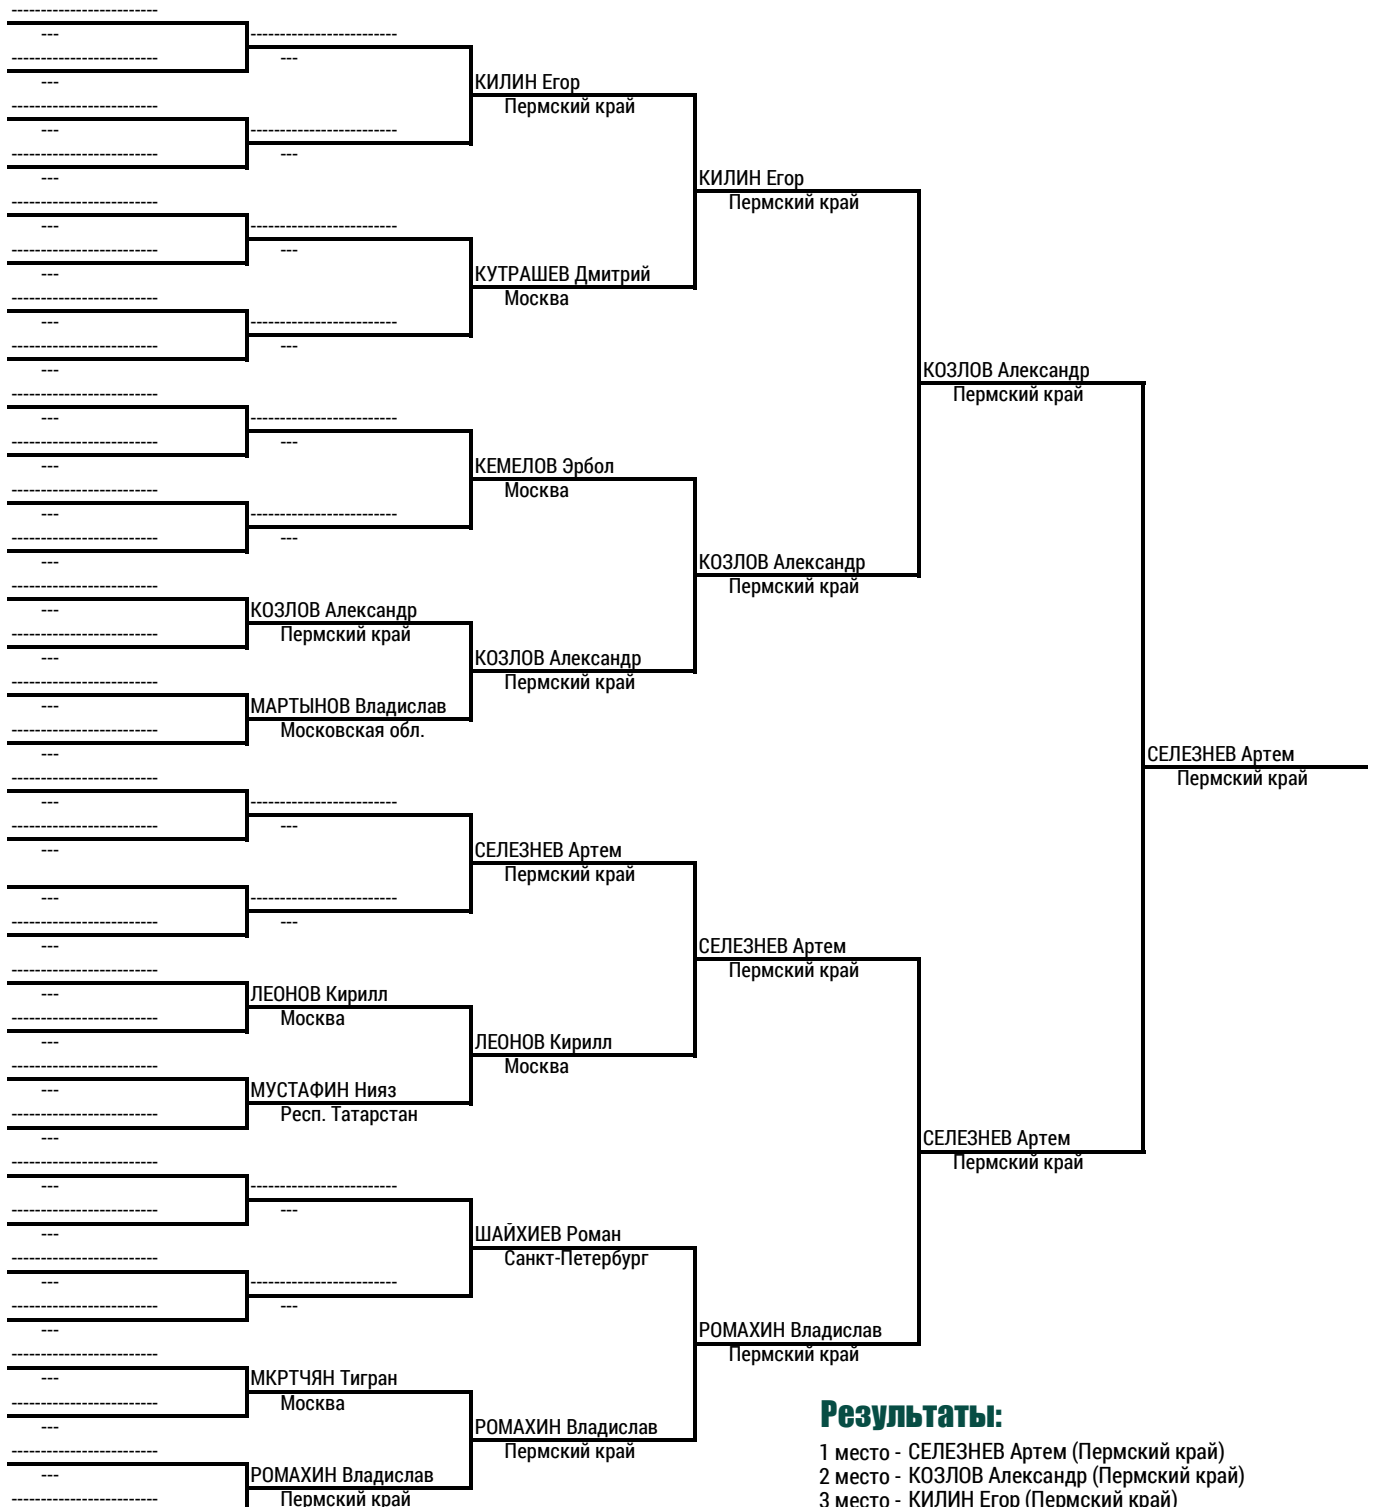 КОЗЛОВ Александр
Пермский край
МАРТЫНОВ Владислав
Московская обл.
ЛЕОНОВ Кирилл
Москва
МУСТАФИН Нияз
Респ. Татарстан
МКРТЧЯН Тигран
Москва
РОМАХИН Владислав
Пермский край
КИЛИН Егор
Пермский край
КУТРАШЕВ Дмитрий
Москва
КЕМЕЛОВ Эрбол
Москва
КОЗЛОВ Александр
Пермский край
СЕЛЕЗНЕВ Артем
Пермский край
ЛЕОНОВ Кирилл
Москва
ШАЙХИЕВ Роман
Санкт-Петербург
РОМАХИН Владислав
Пермский край
КИЛИН Егор
Пермский край
КОЗЛОВ Александр
Пермский край
СЕЛЕЗНЕВ Артем
Пермский край
РОМАХИН Владислав
Пермский край
КОЗЛОВ Александр
Пермский край
СЕЛЕЗНЕВ Артем
Пермский край
СЕЛЕЗНЕВ Артем
Пермский край
Результаты:
1 место - СЕЛЕЗНЕВ Артем (Пермский край)
2 место - КОЗЛОВ Александр (Пермский край)
3 место - КИЛИН Егор (Пермский край)